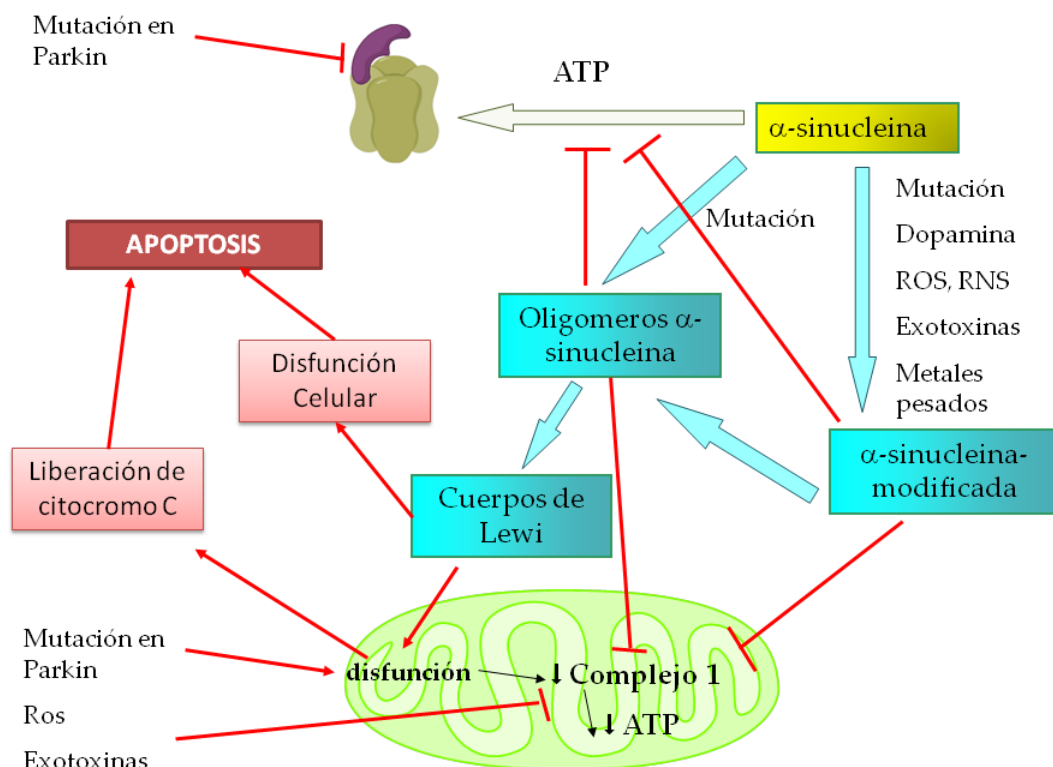 Mutación en
Parkin
ATP
α-sinucleina
Mutación
Mutación
Dopamina
ROS, RNS
Exotoxinas
Metales
pesados
APOPTOSIS
Oligomeros α-
sinucleina
Disfunción
Celular
Liberación de
citocromo C
Cuerpos de
Lewi
α-sinucleina-
modificada
Mutación en
Parkin
Ros
Exotoxinas
disfunción
↓ Complejo 1
↓ ATP